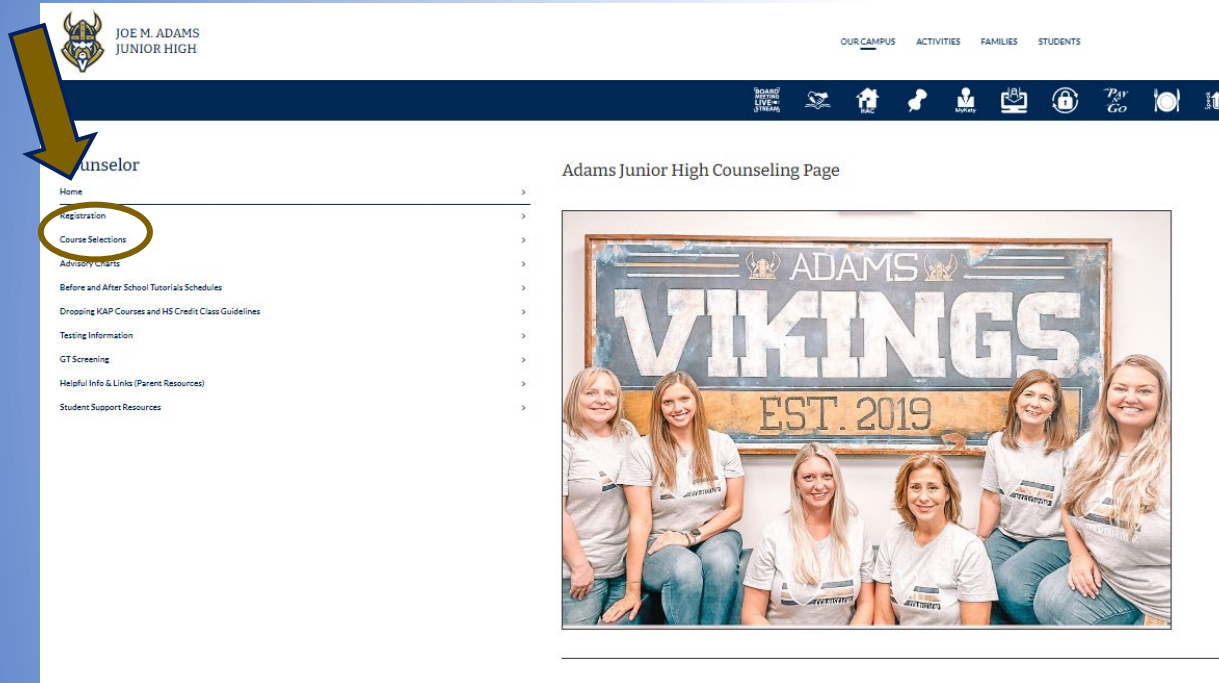 JOE M. ADAMS
JUNIOR HIGH
OUR CAMPUS ACTIVITIES FAMILIES STUDENTS
BOARD
MEETING
LIVE
STREAM
HAC
MyKaty
PAY
N
GO
Speak
unselor
Home
Registration
Course Selections
Advisory Charts
Before and After School Tutorials Schedules
Dropping KAP Courses and HS Credit Class Guidelines
Testing Information
GT Screening
Helpful Info & Links (Parent Resources)
Student Support Resources
Adams Junior High Counseling Page
ADAMS
VIKINGS
EST. 2019